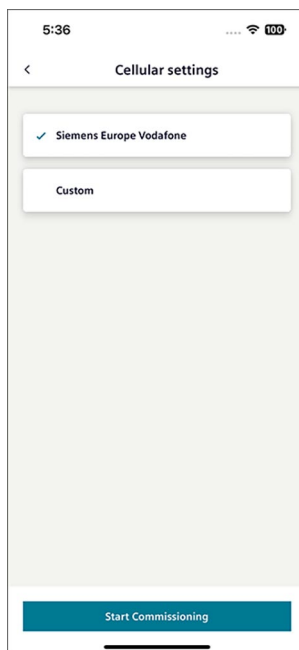 5:36
100
Cellular settings
Siemens Europe Vodafone
Custom
Start Commissioning